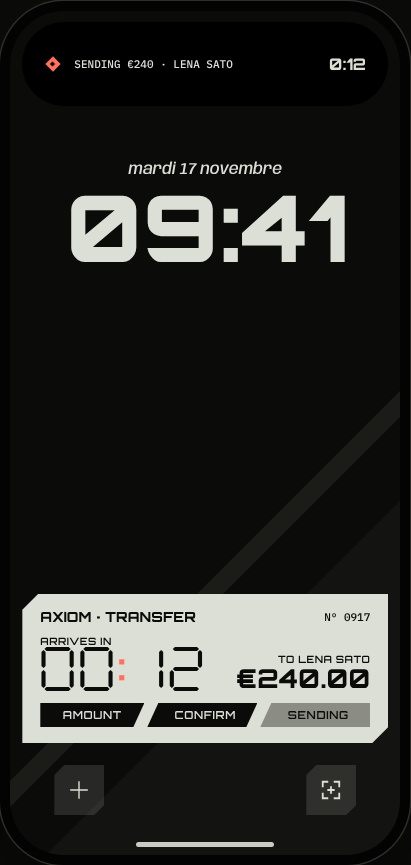 SENDING €240 · LENA SATO
0:12
mardi 17 novembre
09:41
AXIOM · TRANSFER
N° 0917
ARRIVES IN
00:12
TO LENA SATO
€240.00
AMOUNT
CONFIRM
SENDING